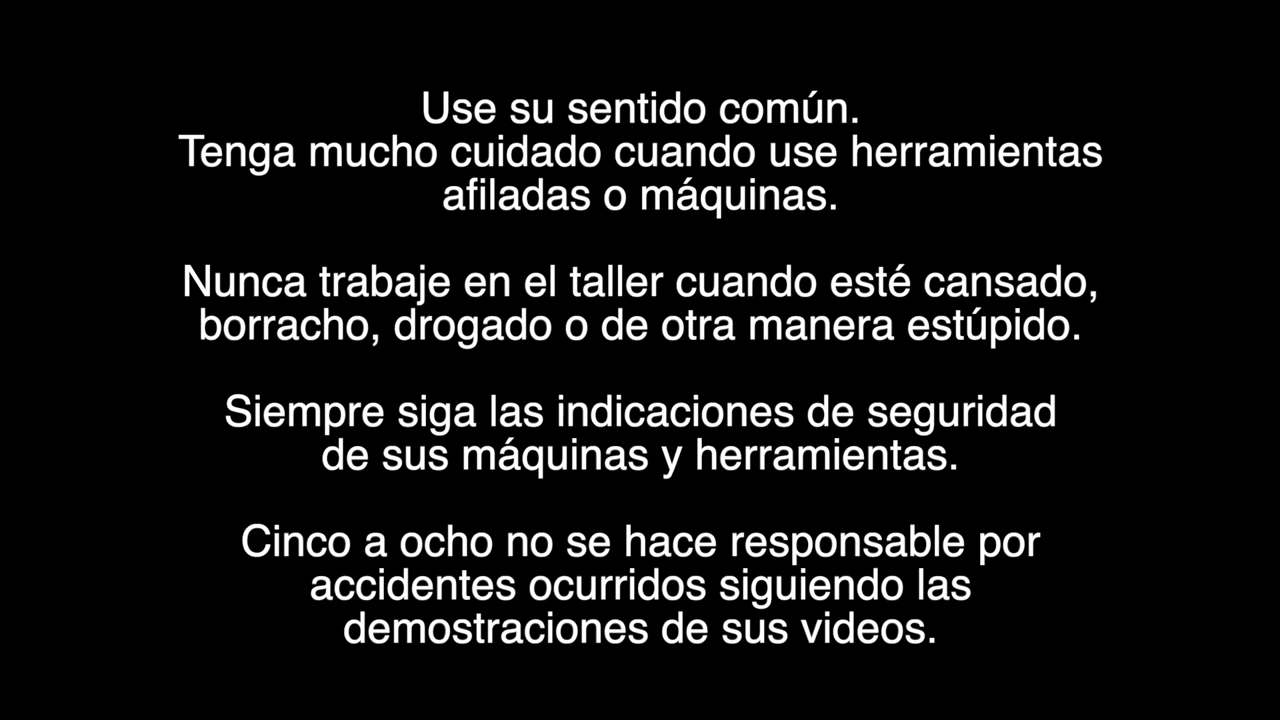 Use su sentido común.
Tenga mucho cuidado cuando use herramientas
afiladas o máquinas.
Nunca trabaje en el taller cuando esté cansado,
borracho, drogado o de otra manera estúpido.
Siempre siga las indicaciones de seguridad
de sus máquinas y herramientas.
Cinco a ocho no se hace responsable por
accidentes ocurridos siguiendo las
demostraciones de sus videos.